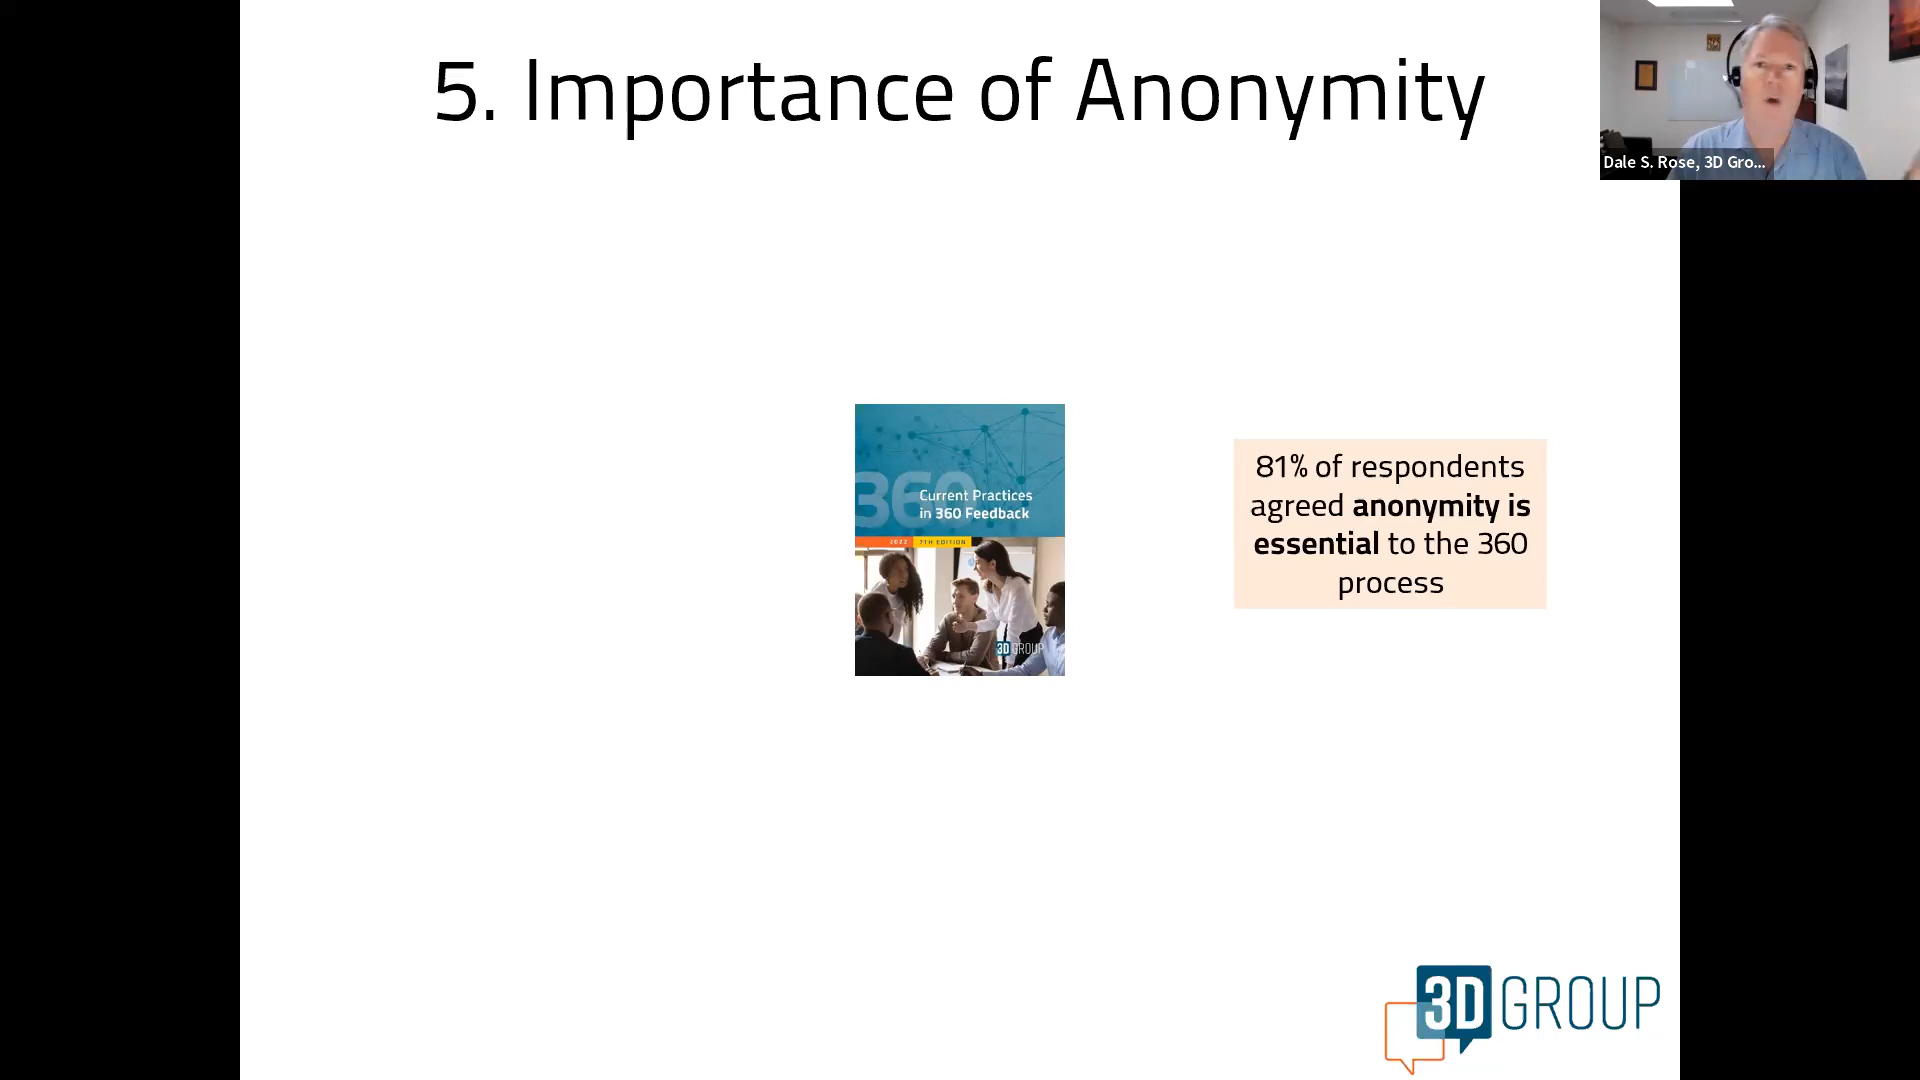 5. Importance of Anonymity
Dale S. Rose, 3D Gro...
360
Current Practices
in 360 Feedback
2022 7TH EDITION
3D GROUP
81% of respondents
agreed anonymity is
essential to the 360
process
3D GROUP